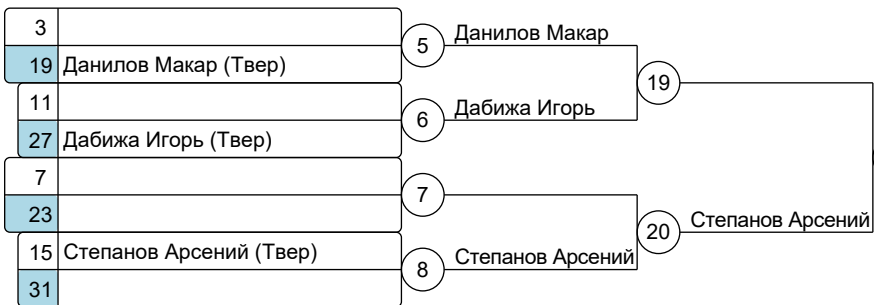 3
5
Данилов Макар
19 Данилов Макар (Твер)
19
11
6
Дабижа Игорь
27 Дабижа Игорь (Твер)
7
7
23
20
Степанов Арсений
15 Степанов Арсений (Твер)
8
Степанов Арсений
31